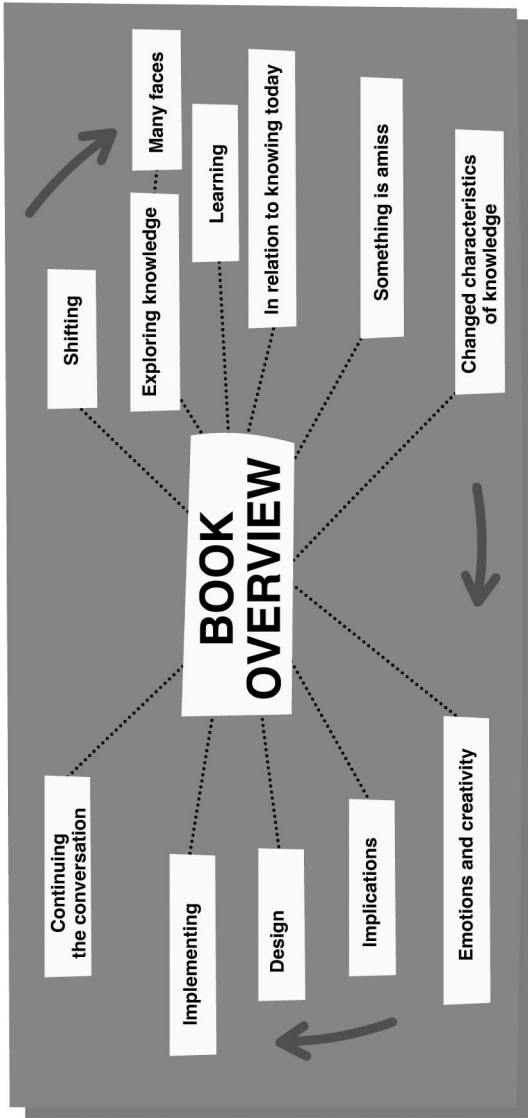 BOOK
OVERVIEW
Shifting
Exploring knowledge
Many faces
Learning
In relation to knowing today
Something is amiss
Changed characteristics
of knowledge
Emotions and creativity
Implications
Design
Implementing
Continuing
the conversation